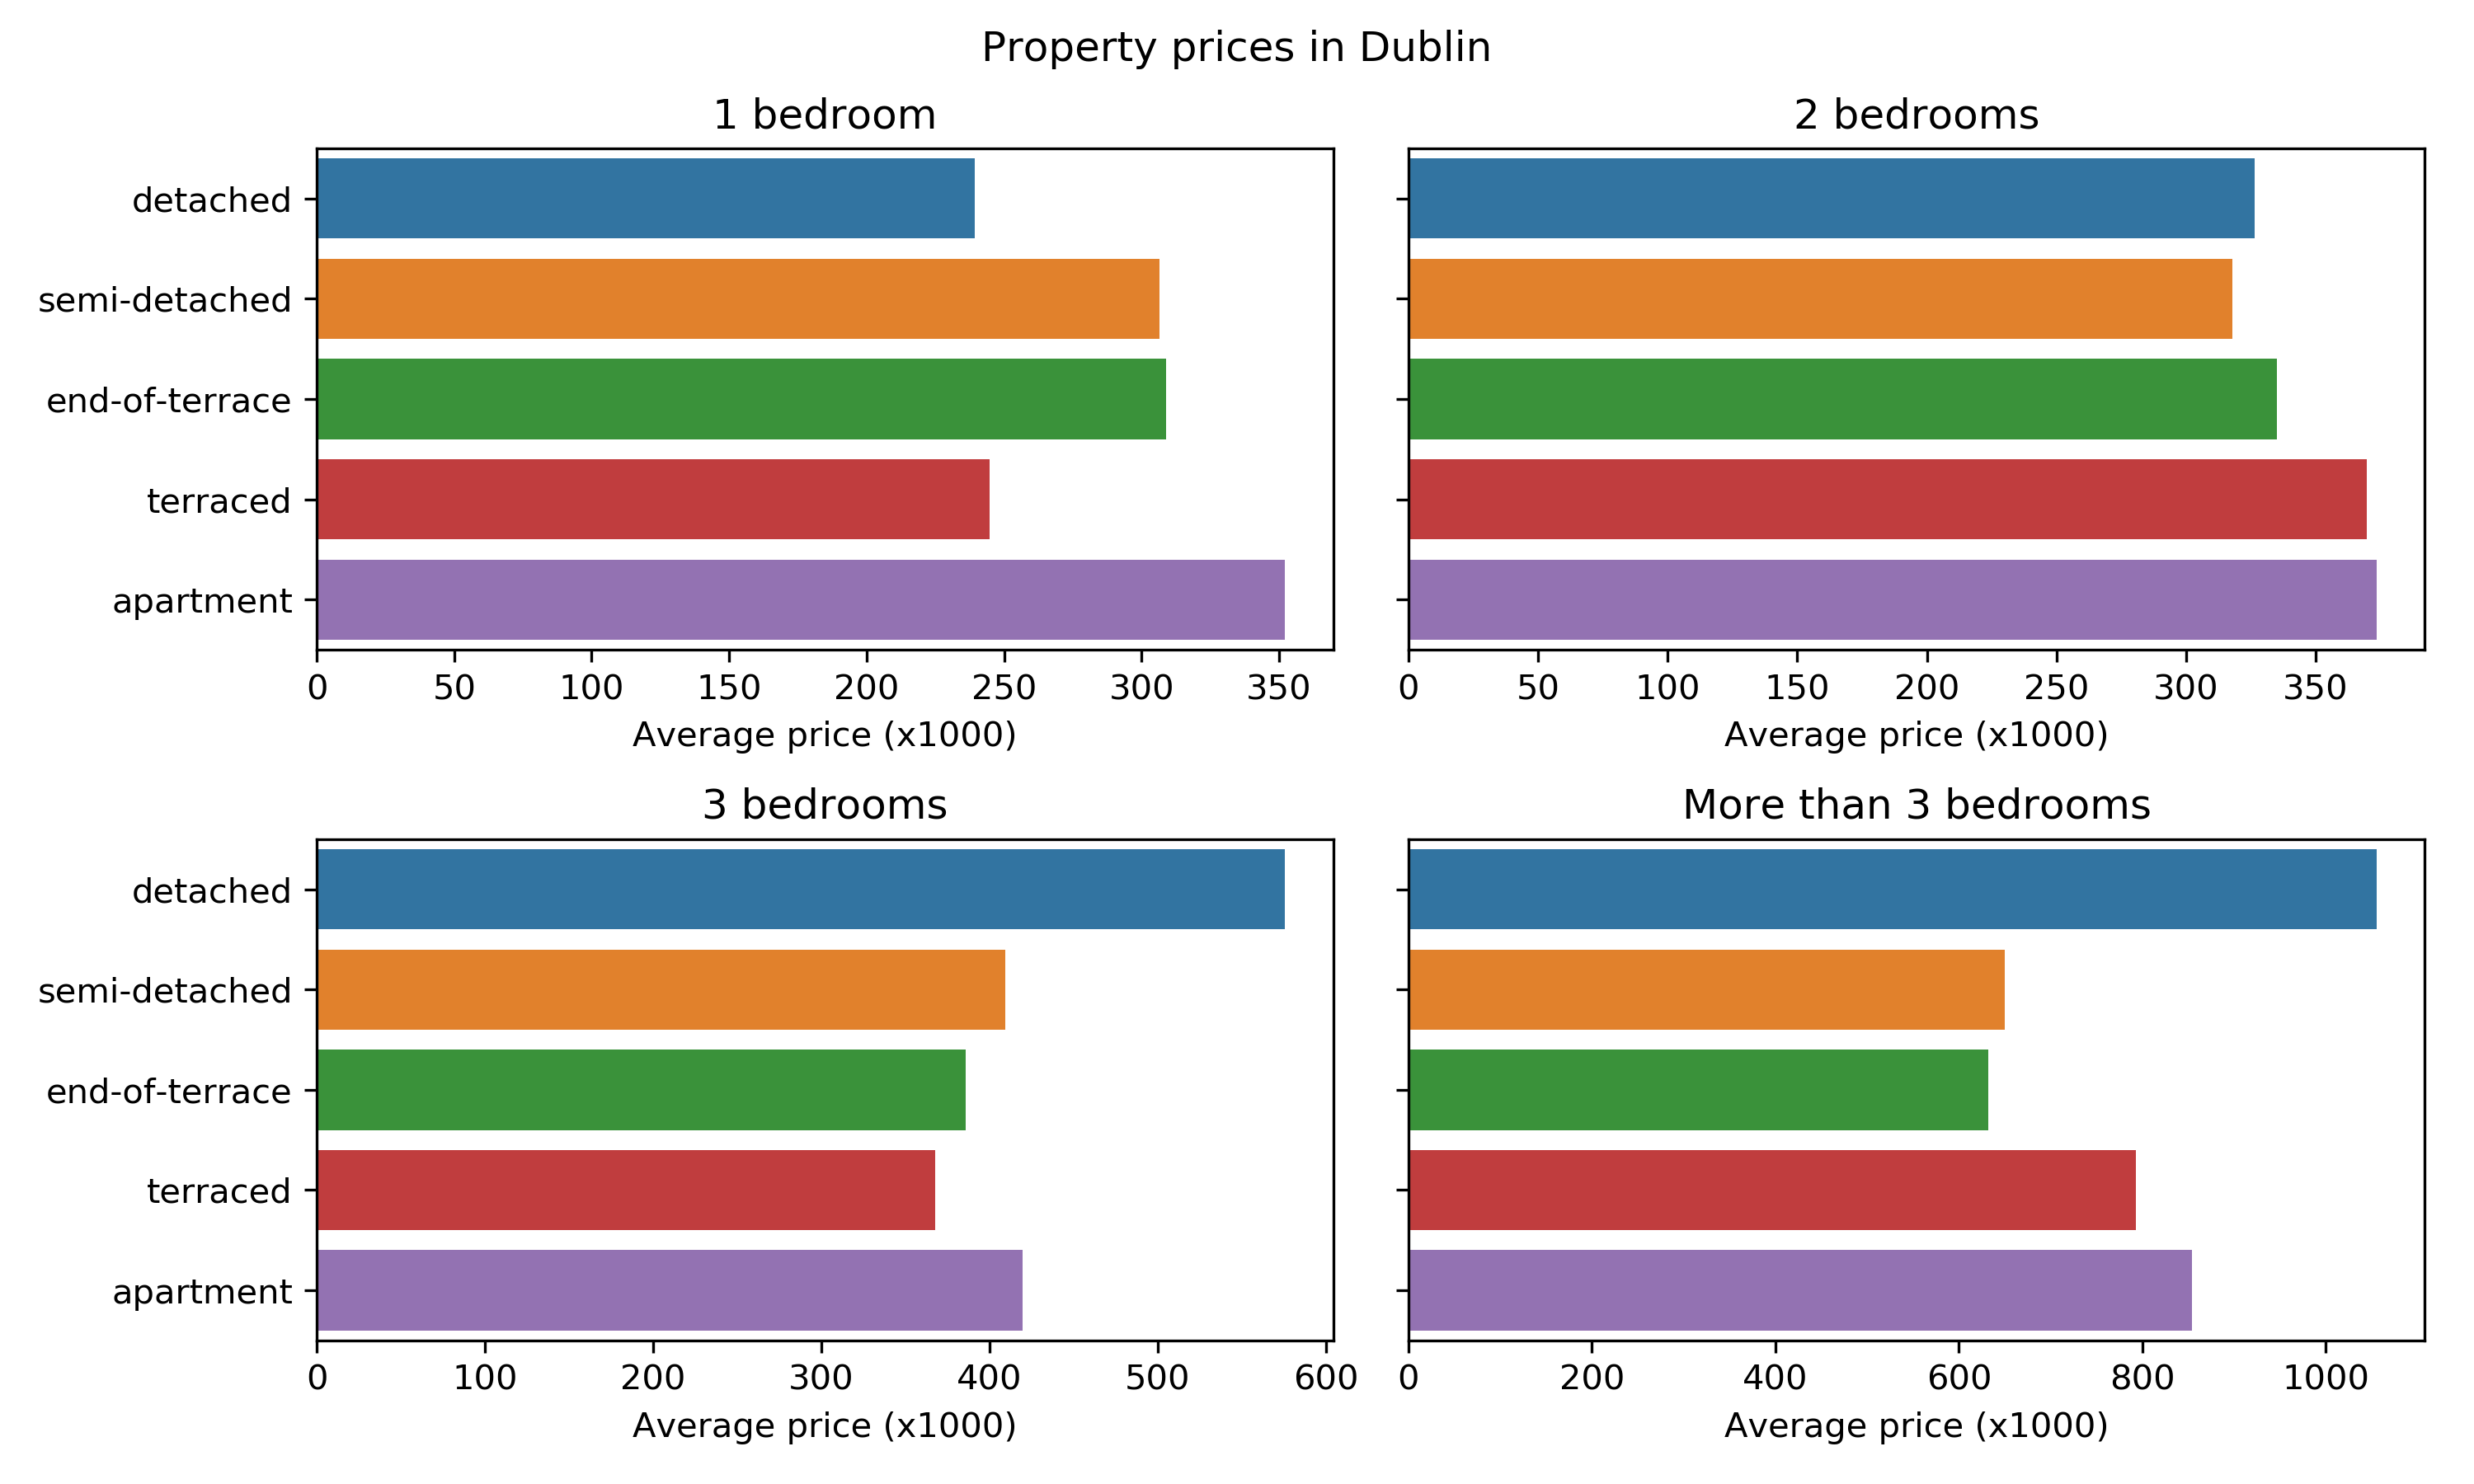 Property prices in Dublin
1 bedroom
detached
semi-detached
end-of-terrace
terraced
apartment
0 50 100 150 200 250 300 350
Average price (x1000)
2 bedrooms
0 50 100 150 200 250 300 350
Average price (x1000)
3 bedrooms
detached
semi-detached
end-of-terrace
terraced
apartment
0 100 200 300 400 500 600
Average price (x1000)
More than 3 bedrooms
0 200 400 600 800 1000
Average price (x1000)